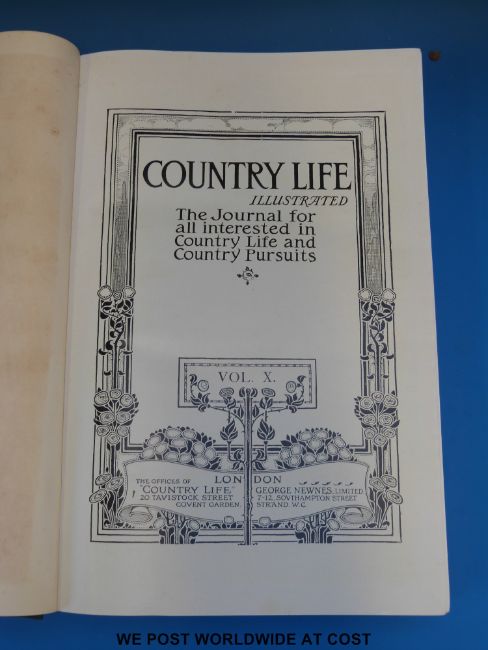 COUNTRY LIFE
ILLUSTRATED
The Journal for
all interested in
Country Life and
Country Pursuits
VOL. X.
LONDON
THE OFFICES OF
"COUNTRY LIFE,"
20 TAVISTOCK STREET
COVENT GARDEN.
GEORGE NEWNES, LIMITED
7-12, SOVTHAMPTON STREET
STRAND. W.C.
WE POST WORLDWIDE AT COST